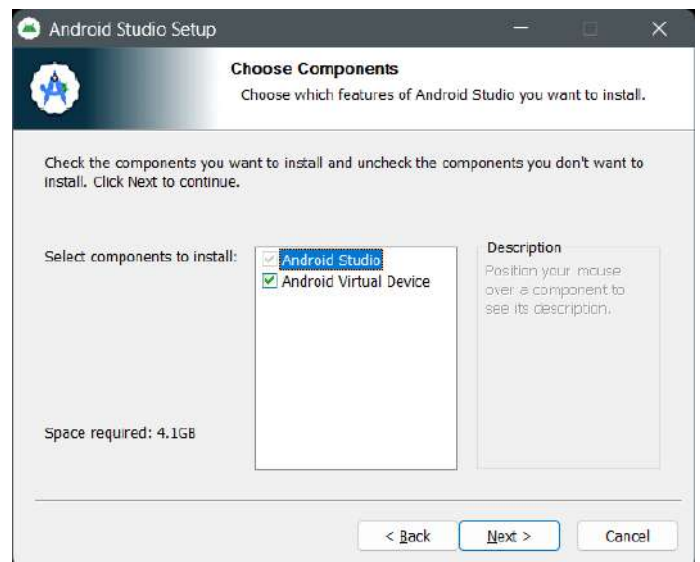 Android Studio Setup
Choose Components
Choose which features of Android Studio you want to install.
Check the components you want to install and uncheck the components you don't want to
install. Click Next to continue.
Select components to install:
Android Studio
Android Virtual Device
Description
Position your mouse
over a component to
see its description.
Space required: 4.1GB
< Back
Next >
Cancel